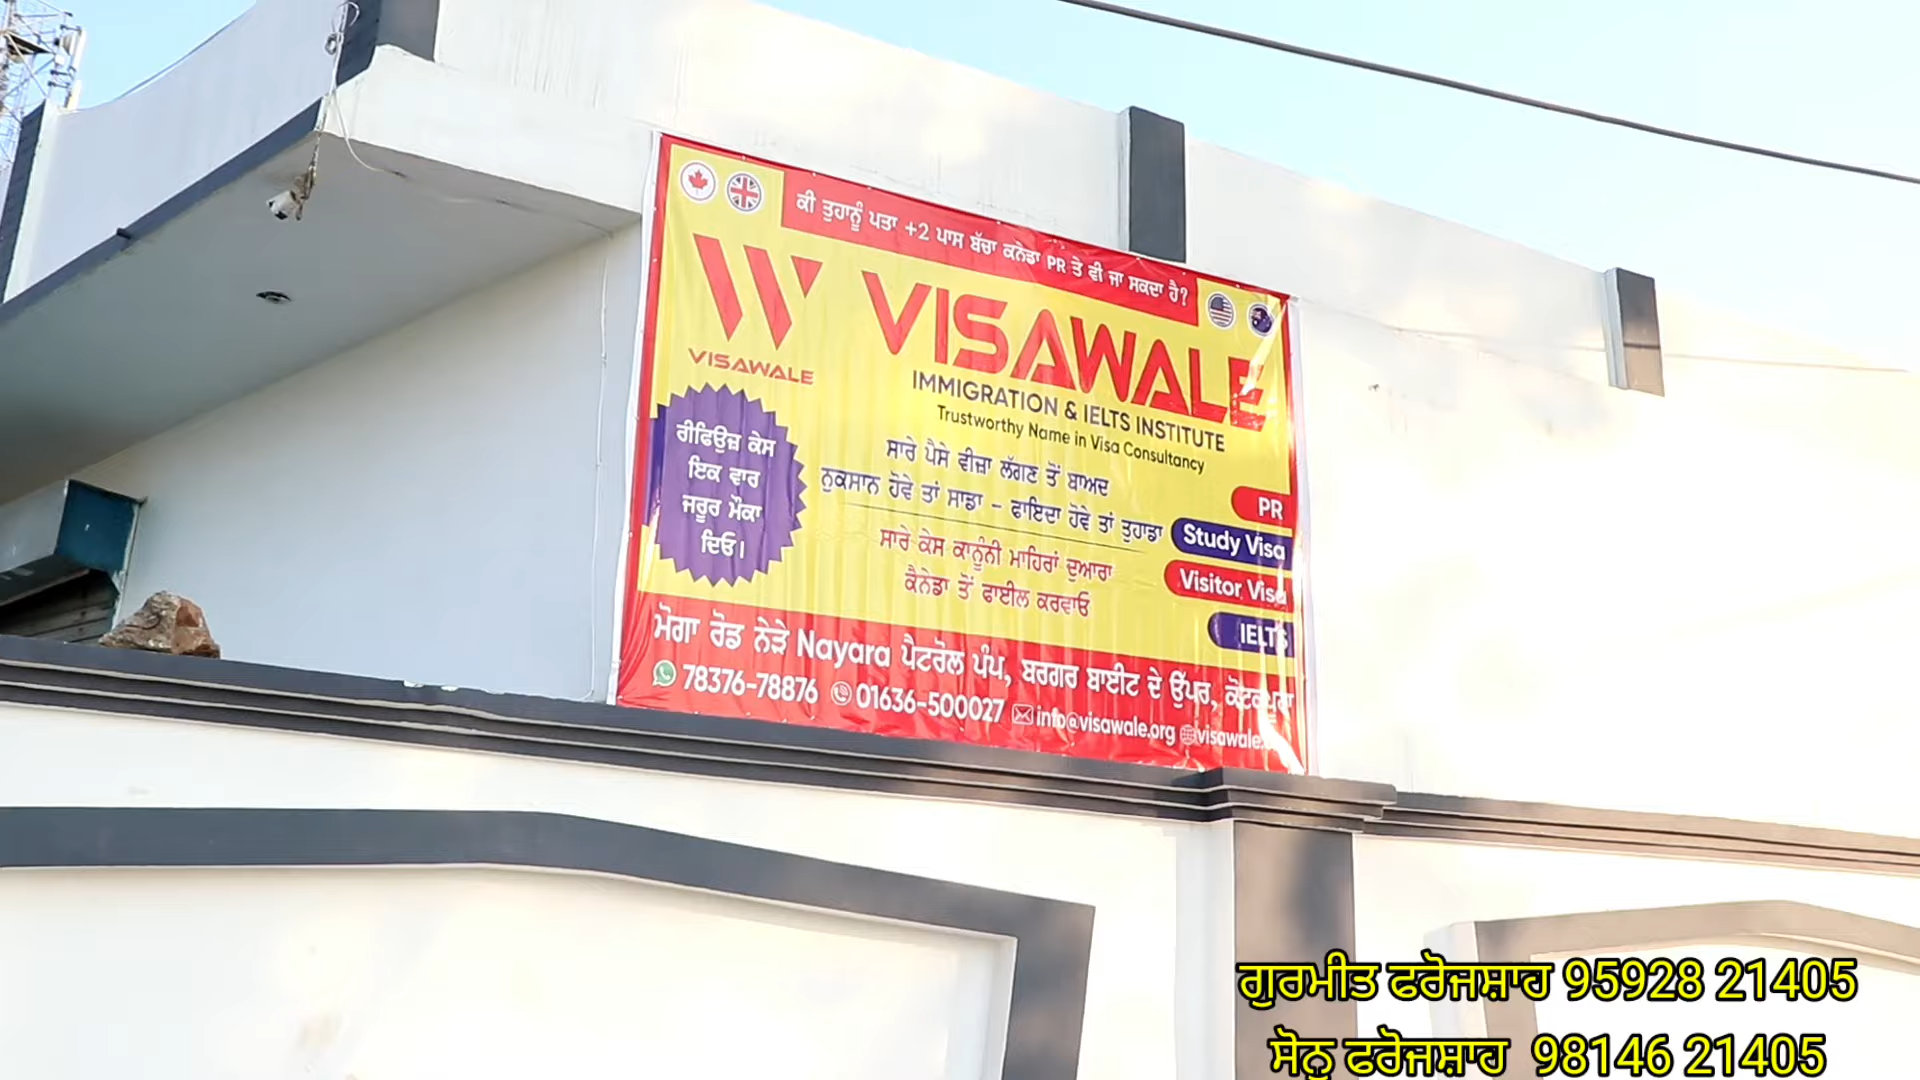 ਕੀ ਤੁਹਾਨੂੰ ਪਤਾ +2 ਪਾਸ ਬੱਚਾ ਕਨੇਡਾ PR ਤੇ ਵੀ ਜਾ ਸਕਦਾ ਹੈ?
VISAWALE
VISAWALE
IMMIGRATION & IELTS INSTITUTE
Trustworthy Name in Visa Consultancy
ਰੀਫਿਊਜ਼ ਕੇਸ
ਇਕ ਵਾਰ
ਜਰੂਰ ਮੌਕਾ
ਦਿਓ।
ਸਾਰੇ ਪੈਸੇ ਵੀਜ਼ਾ ਲੱਗਣ ਤੋਂ ਬਾਅਦ
ਨੁਕਸਾਨ ਹੋਵੇ ਤਾਂ ਸਾਡਾ - ਫਾਇਦਾ ਹੋਵੇ ਤਾਂ ਤੁਹਾਡਾ
ਸਾਰੇ ਕੇਸ ਕਾਨੂੰਨੀ ਮਾਹਿਰਾਂ ਦੁਆਰਾ
ਕੈਨੇਡਾ ਤੋਂ ਫਾਈਲ ਕਰਵਾਓ
PR
Study Visa
Visitor Visa
IELTS
ਮੋਗਾ ਰੋਡ ਨੇੜੇ Nayara ਪੈਟਰੋਲ ਪੰਪ, ਬਰਗਰ ਬਾਈਟ ਦੇ ਉੱਪਰ, ਕੋਟਕਪੂਰਾ
78376-78876 01636-500027 info@visawale.org
ਗੁਰਮੀਤ ਫਰੋਜਸ਼ਾਹ 95928 21405
ਸੋਨੂ ਫਰੋਜਸ਼ਾਹ 98146 21405